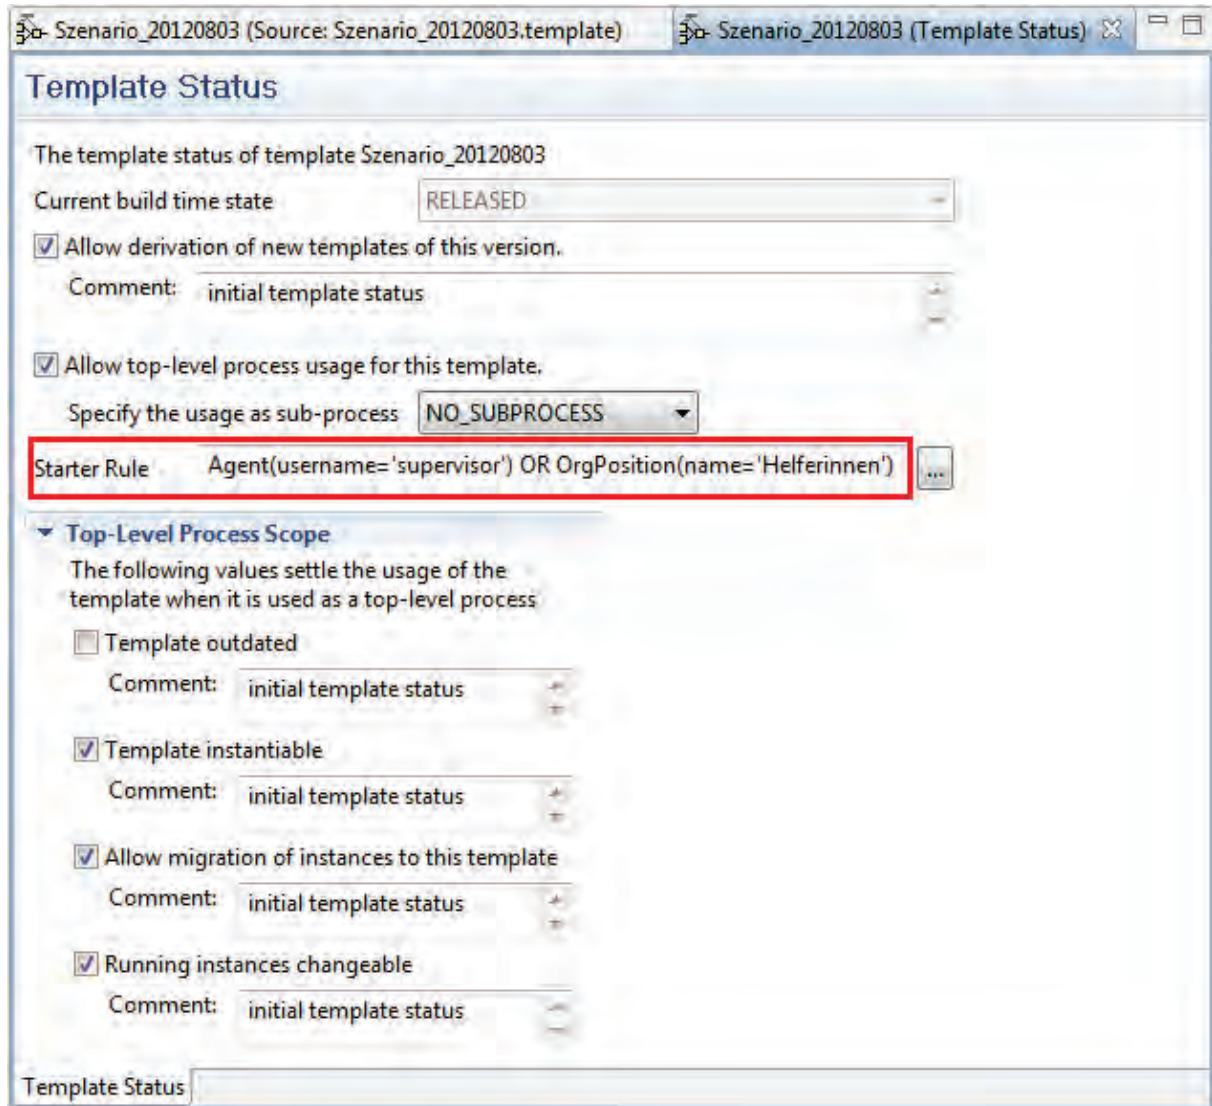 Szenario_20120803 (Source: Szenario_20120803.template)
Szenario_20120803 (Template Status)
Template Status
The template status of template Szenario_20120803
Current build time state RELEASED
Allow derivation of new templates of this version.
Comment: initial template status
Allow top-level process usage for this template.
Specify the usage as sub-process NO_SUBPROCESS
Starter Rule Agent(username='supervisor') OR OrgPosition(name='Helferinnen') ...
Top-Level Process Scope
The following values settle the usage of the
template when it is used as a top-level process
Template outdated
Comment: initial template status
Template instantiable
Comment: initial template status
Allow migration of instances to this template
Comment: initial template status
Running instances changeable
Comment: initial template status
Template Status